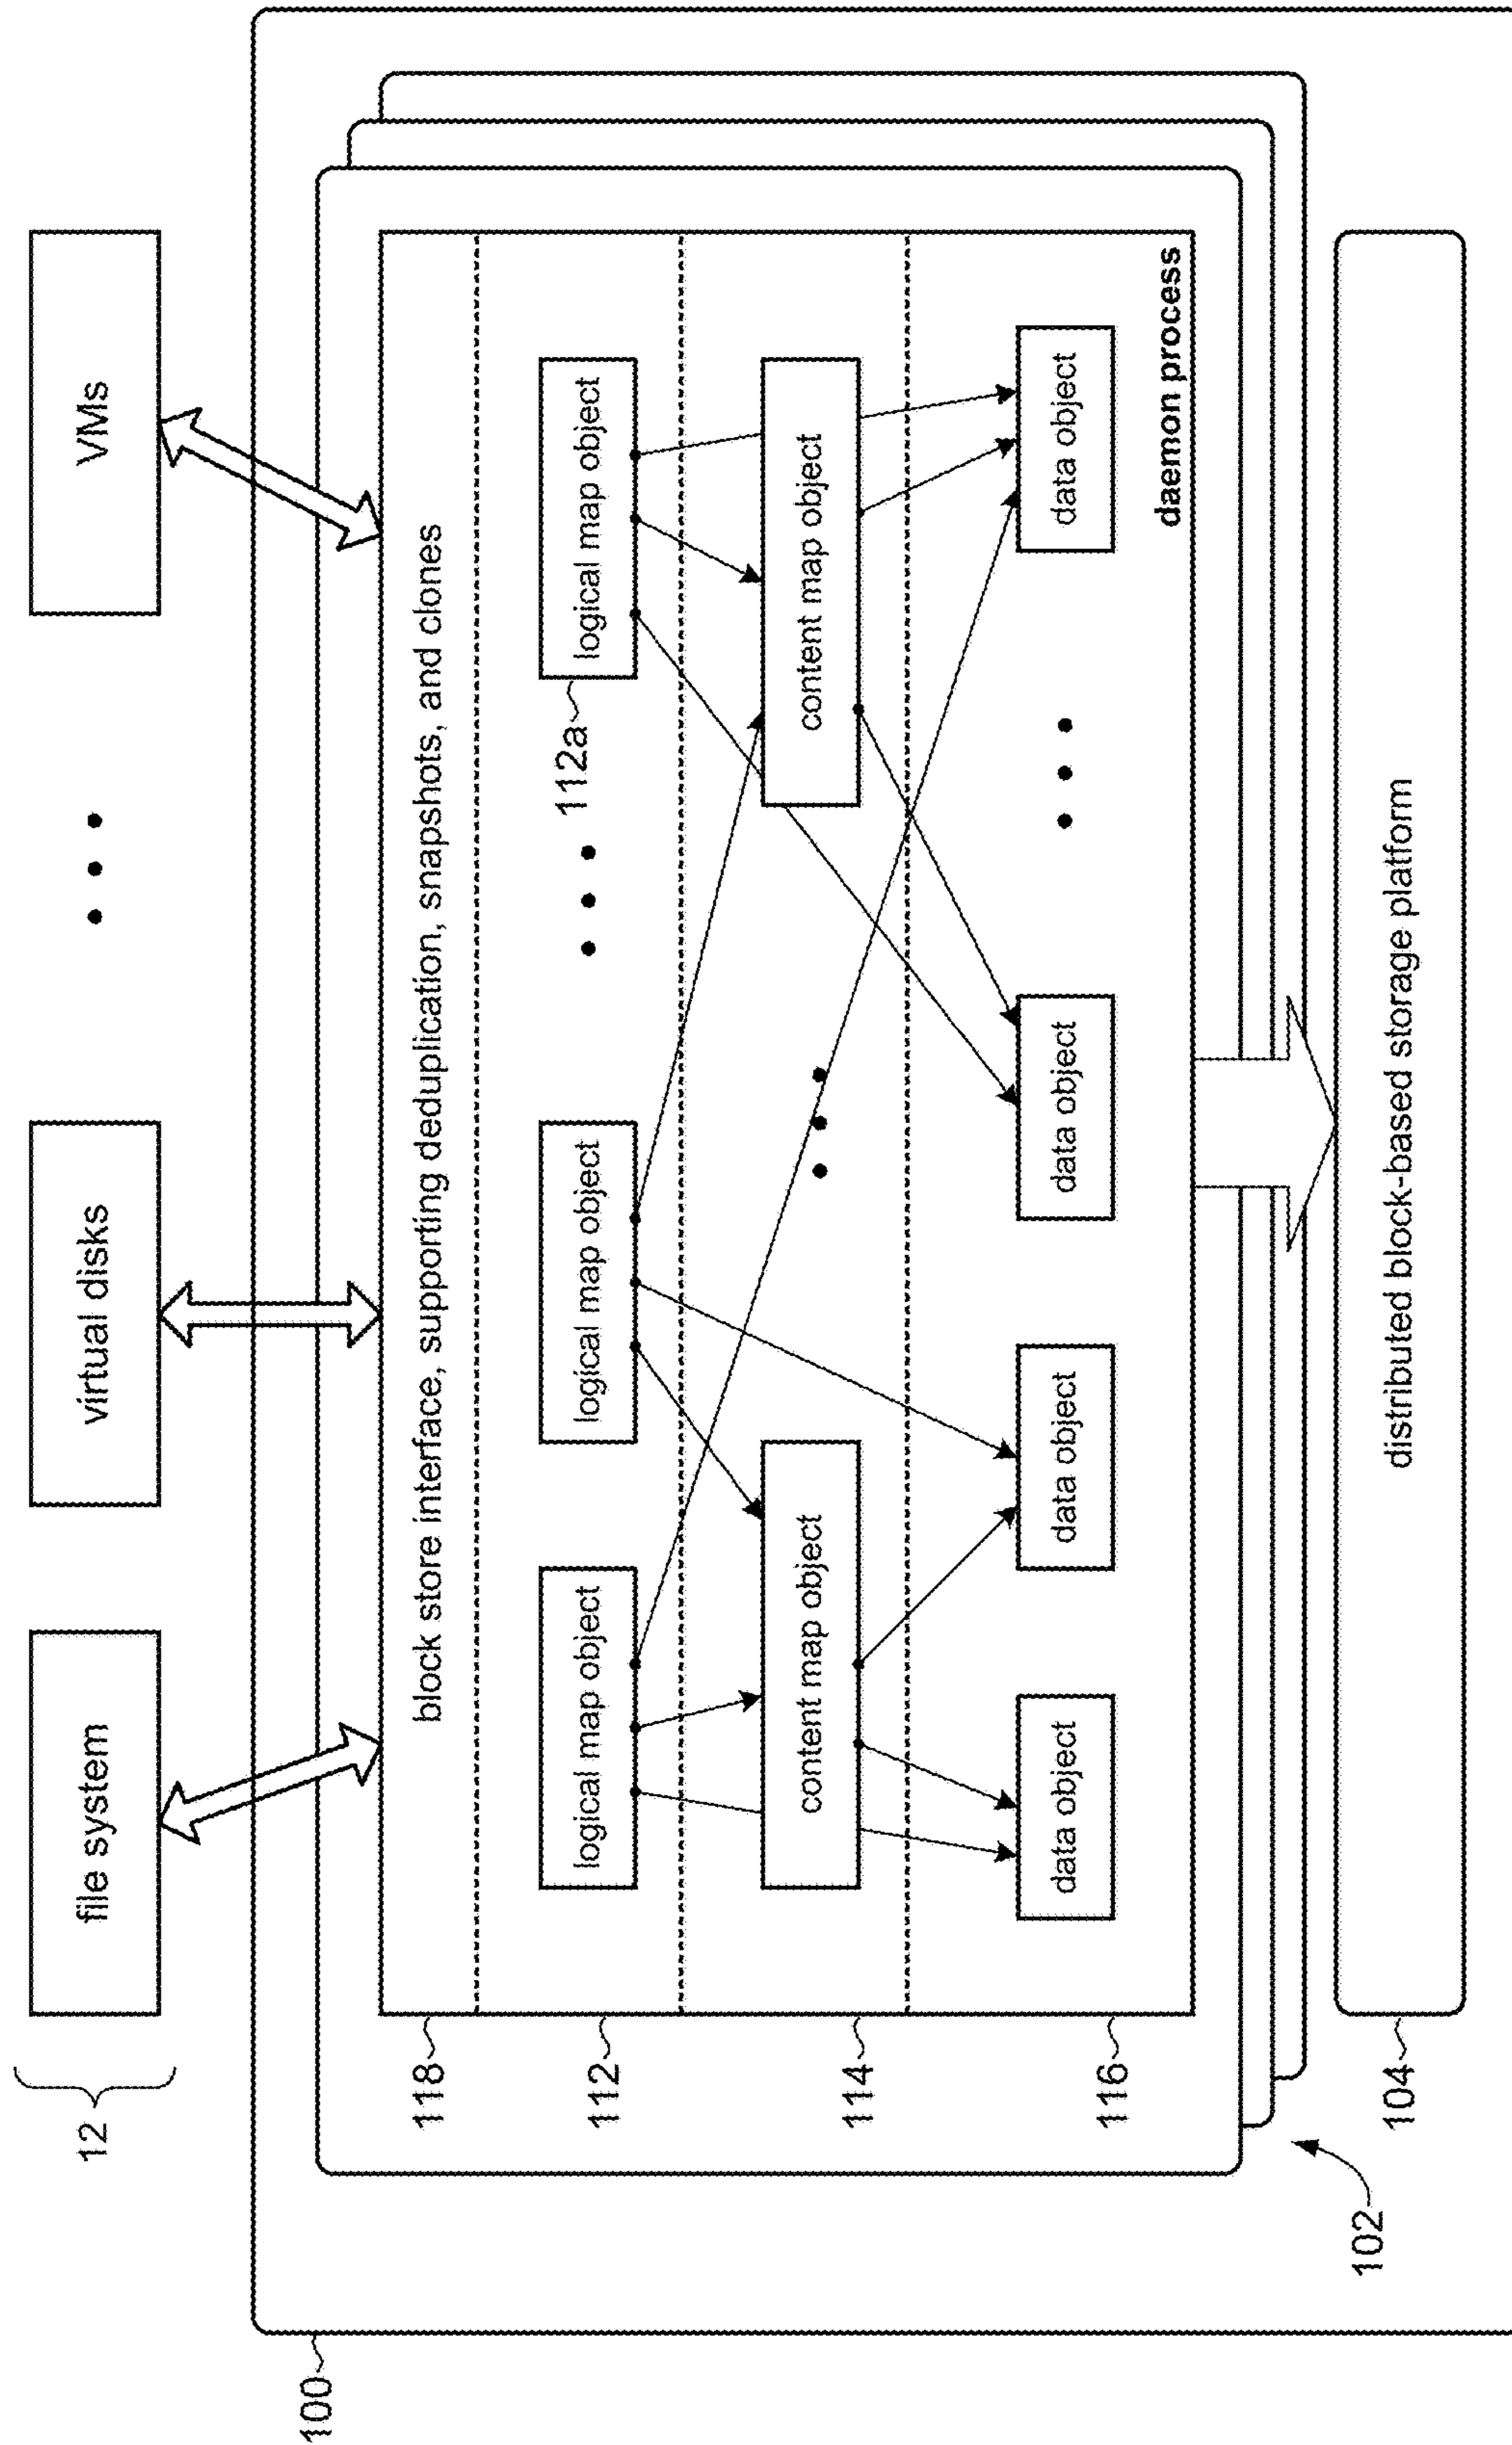 12
file system
virtual disks
VMs
100
118
block store interface, supporting deduplication, snapshots, and clones
112
logical map object
logical map object
112a
logical map object
114
content map object
content map object
116
data object
data object
data object
data object
daemon process
102
104
distributed block-based storage platform